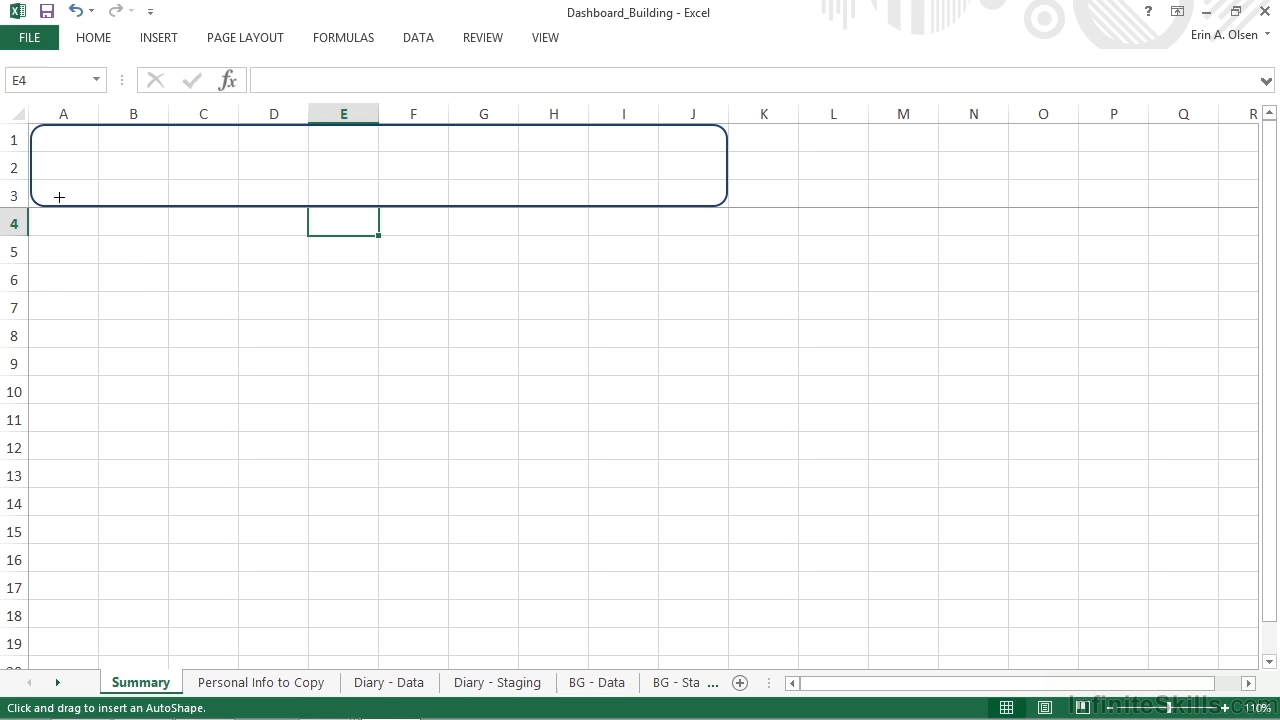 Dashboard_Building - Excel
FILE HOME INSERT PAGE LAYOUT FORMULAS DATA REVIEW VIEW Erin A. Olsen
E4 fx
A B C D E F G H I J K L M N O P Q R
1
2
3
4
5
6
7
8
9
10
11
12
13
14
15
16
17
18
19
Summary Personal Info to Copy Diary - Data Diary - Staging BG - Data BG - Sta ...
Click and drag to insert an AutoShape. 110%
InfiniteSkills.com